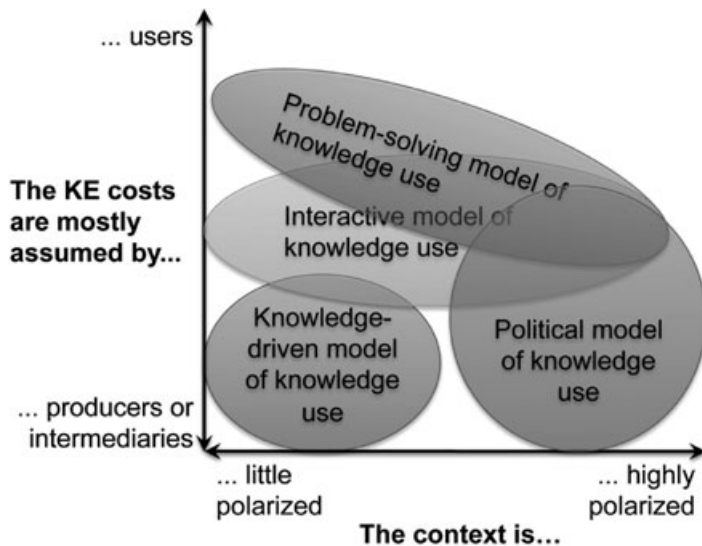 ... users
Problem-solving model of
knowledge use
The KE costs
are mostly
assumed by...
Interactive model of
knowledge use
Knowledge-
driven model
of knowledge
use
Political model
of knowledge
use
... producers or
intermediaries
... little
polarized
... highly
polarized
The context is...